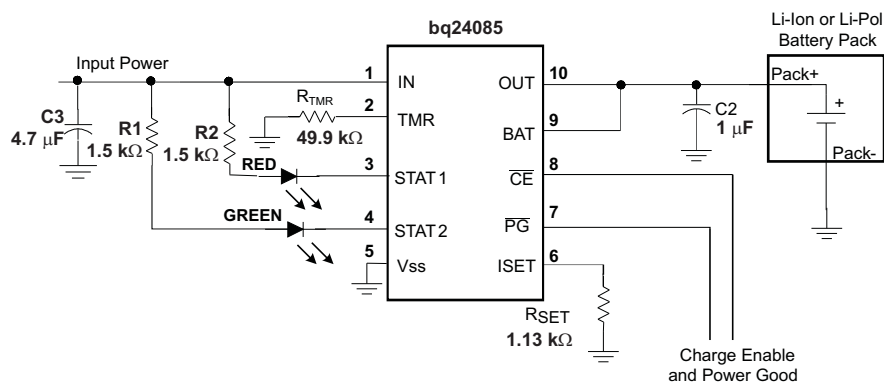 bq24085
Li-Ion or Li-Pol
Battery Pack
Input Power
1
IN
OUT
10
Pack+
C3
4.7 μF
R1
1.5 kΩ
R2
1.5 kΩ
RTMR
49.9 kΩ
2
TMR
BAT
9
C2
1 μF
+
Pack-
RED
3
STAT1
CE
8
GREEN
4
STAT2
PG
7
5
Vss
ISET
6
RSET
1.13 kΩ
Charge Enable
and Power Good